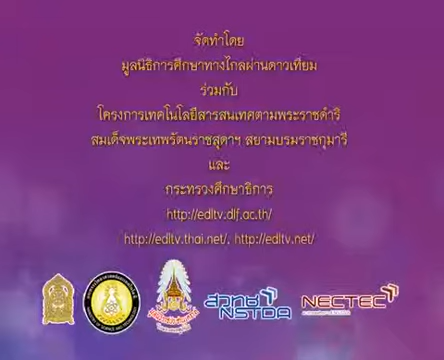 จัดทำโดย
มูลนิธิการศึกษาทางไกลผ่านดาวเทียม
ร่วมกับ
โครงการเทคโนโลยีสารสนเทศตามพระราชดำริ
สมเด็จพระเทพรัตนราชสุดาฯ สยามบรมราชกุมารี
และ
กระทรวงศึกษาธิการ
http://edltv.dlf.ac.th/
http://edltv.thai.net/, http://edltv.net/
สวทช
NSTDA
NECTEC